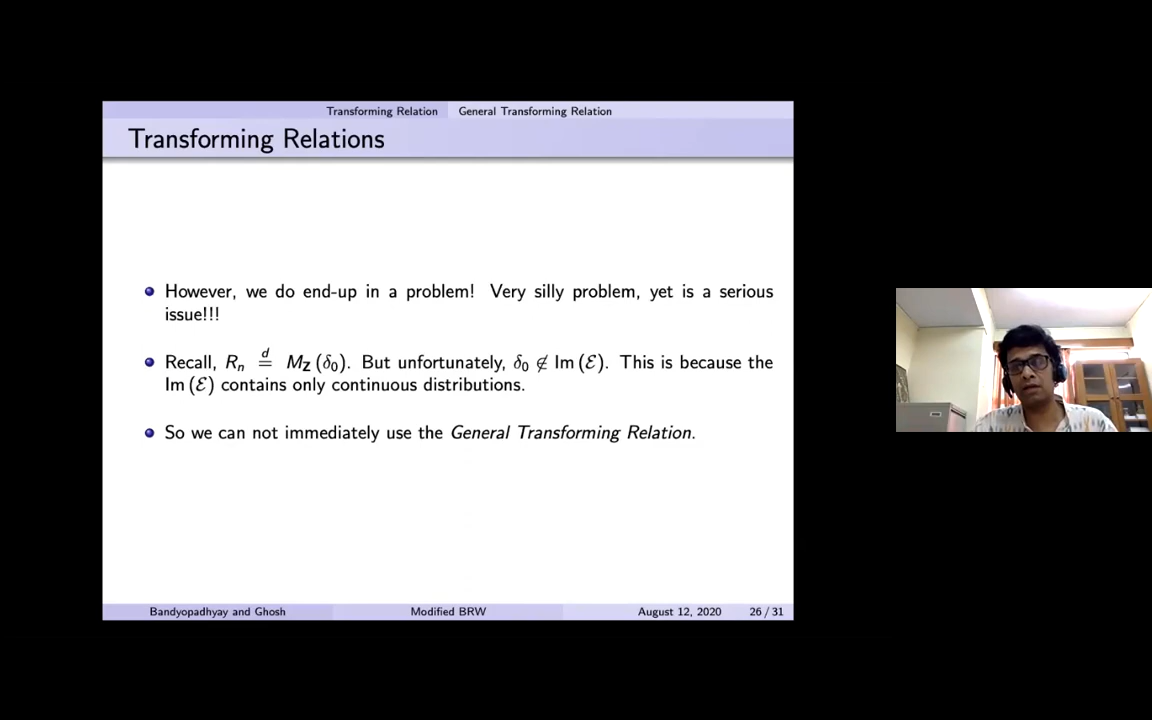 Transforming Relation General Transforming Relation
Transforming Relations
However, we do end-up in a problem! Very silly problem, yet is a serious
issue!!!
Recall, Rₙ =ᵈ M_Z (δ₀). But unfortunately, δ₀ ∉ Im (ℰ). This is because the
Im (ℰ) contains only continuous distributions.
So we can not immediately use the General Transforming Relation.
Bandyopadhyay and Ghosh Modified BRW August 12, 2020 26 / 31